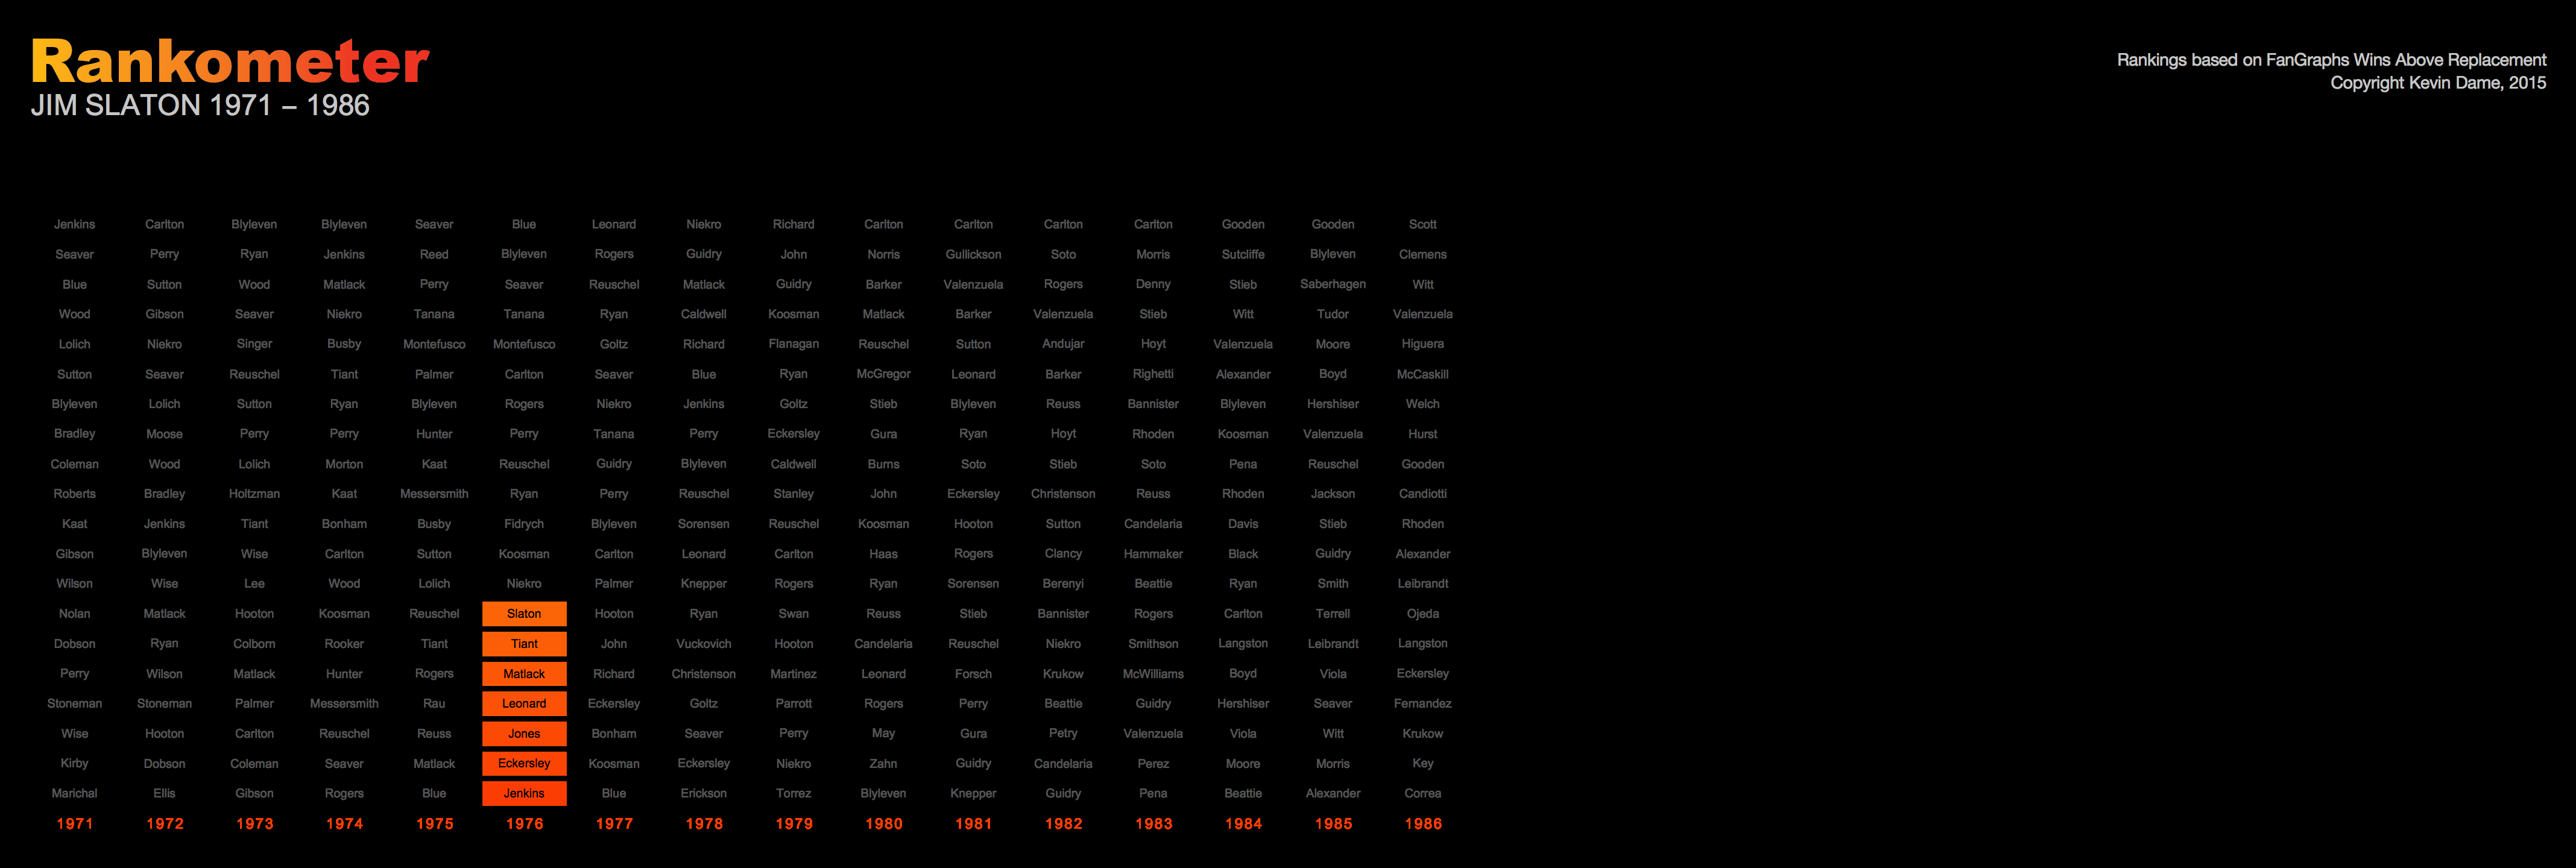 Rankometer
JIM SLATON 1971 – 1986
Rankings based on FanGraphs Wins Above Replacement
Copyright Kevin Dame, 2015
Jenkins Carlton Blyleven Blyleven Seaver Blue Leonard Niekro Richard Carlton Carlton Carlton Carlton Gooden Gooden Scott
Seaver Perry Ryan Jenkins Reed Blyleven Rogers Guidry John Norris Gullickson Soto Morris Sutcliffe Blyleven Clemens
Blue Sutton Wood Matlack Perry Seaver Reuschel Matlack Guidry Barker Valenzuela Rogers Denny Stieb Saberhagen Witt
Wood Gibson Seaver Niekro Tanana Tanana Ryan Caldwell Koosman Matlack Barker Valenzuela Stieb Witt Tudor Valenzuela
Lolich Niekro Singer Busby Montefusco Montefusco Goltz Richard Flanagan Reuschel Sutton Andujar Hoyt Valenzuela Moore Higuera
Sutton Seaver Reuschel Tiant Palmer Carlton Seaver Blue Ryan McGregor Leonard Barker Righetti Alexander Boyd McCaskill
Blyleven Lolich Sutton Ryan Blyleven Rogers Niekro Jenkins Goltz Stieb Blyleven Reuss Bannister Blyleven Hershiser Welch
Bradley Moose Perry Perry Hunter Perry Tanana Perry Eckersley Gura Ryan Hoyt Rhoden Koosman Valenzuela Hurst
Coleman Wood Lolich Morton Kaat Reuschel Guidry Blyleven Caldwell Burns Soto Stieb Soto Pena Reuschel Gooden
Roberts Bradley Holtzman Kaat Messersmith Ryan Perry Reuschel Stanley John Eckersley Christenson Reuss Rhoden Jackson Candiotti
Kaat Jenkins Tiant Bonham Busby Fidrych Blyleven Sorensen Reuschel Koosman Hooton Sutton Candelaria Davis Stieb Rhoden
Gibson Blyleven Wise Carlton Sutton Koosman Carlton Leonard Carlton Haas Rogers Clancy Hammaker Black Guidry Alexander
Wilson Wise Lee Wood Lolich Niekro Palmer Knepper Rogers Ryan Sorensen Berenyi Beattie Ryan Smith Leibrandt
Nolan Matlack Hooton Koosman Reuschel Slaton Hooton Ryan Swan Reuss Stieb Bannister Rogers Carlton Terrell Ojeda
Dobson Ryan Colborn Rooker Tiant Tiant John Vuckovich Hooton Candelaria Reuschel Niekro Smithson Langston Leibrandt Langston
Perry Wilson Matlack Hunter Rogers Matlack Richard Christenson Martinez Leonard Forsch Krukow McWilliams Boyd Viola Eckersley
Stoneman Stoneman Palmer Messersmith Rau Leonard Eckersley Goltz Parrott Rogers Perry Beattie Guidry Hershiser Seaver Fernandez
Wise Hooton Carlton Reuschel Reuss Jones Bonham Seaver Perry May Gura Petry Valenzuela Viola Witt Krukow
Kirby Dobson Coleman Seaver Matlack Eckersley Koosman Eckersley Niekro Zahn Guidry Candelaria Perez Moore Morris Key
Marichal Ellis Gibson Rogers Blue Jenkins Blue Erickson Torrez Blyleven Knepper Guidry Pena Beattie Alexander Correa
1971 1972 1973 1974 1975 1976 1977 1978 1979 1980 1981 1982 1983 1984 1985 1986